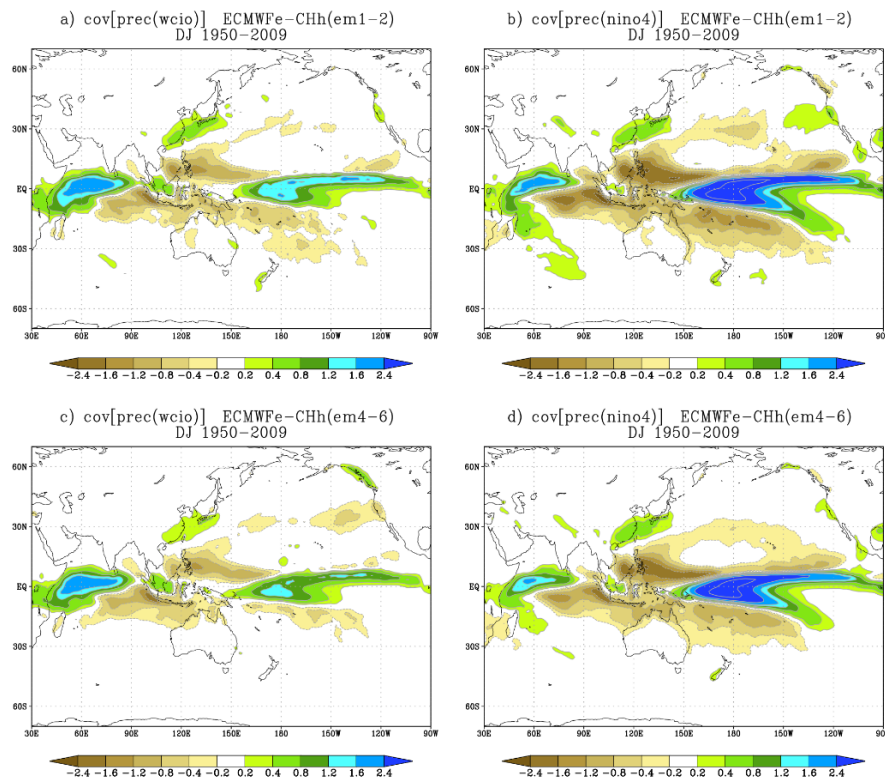 a) cov[prec(wcio)] ECMWFe-CHh(em1-2)
DJ 1950-2009
60N
30N
EQ
30S
60S
30E 60E 90E 120E 150E 180 150W 120W 90W
-2.4 -1.6 -1.2 -0.8 -0.4 -0.2 0.2 0.4 0.8 1.2 1.6 2.4
b) cov[prec(nino4)] ECMWFe-CHh(em1-2)
DJ 1950-2009
60N
30N
EQ
30S
60S
30E 60E 90E 120E 150E 180 150W 120W 90W
-2.4 -1.6 -1.2 -0.8 -0.4 -0.2 0.2 0.4 0.8 1.2 1.6 2.4
c) cov[prec(wcio)] ECMWFe-CHh(em4-6)
DJ 1950-2009
60N
30N
EQ
30S
60S
30E 60E 90E 120E 150E 180 150W 120W 90W
-2.4 -1.6 -1.2 -0.8 -0.4 -0.2 0.2 0.4 0.8 1.2 1.6 2.4
d) cov[prec(nino4)] ECMWFe-CHh(em4-6)
DJ 1950-2009
60N
30N
EQ
30S
60S
30E 60E 90E 120E 150E 180 150W 120W 90
-2.4 -1.6 -1.2 -0.8 -0.4 -0.2 0.2 0.4 0.8 1.2 1.6 2.4